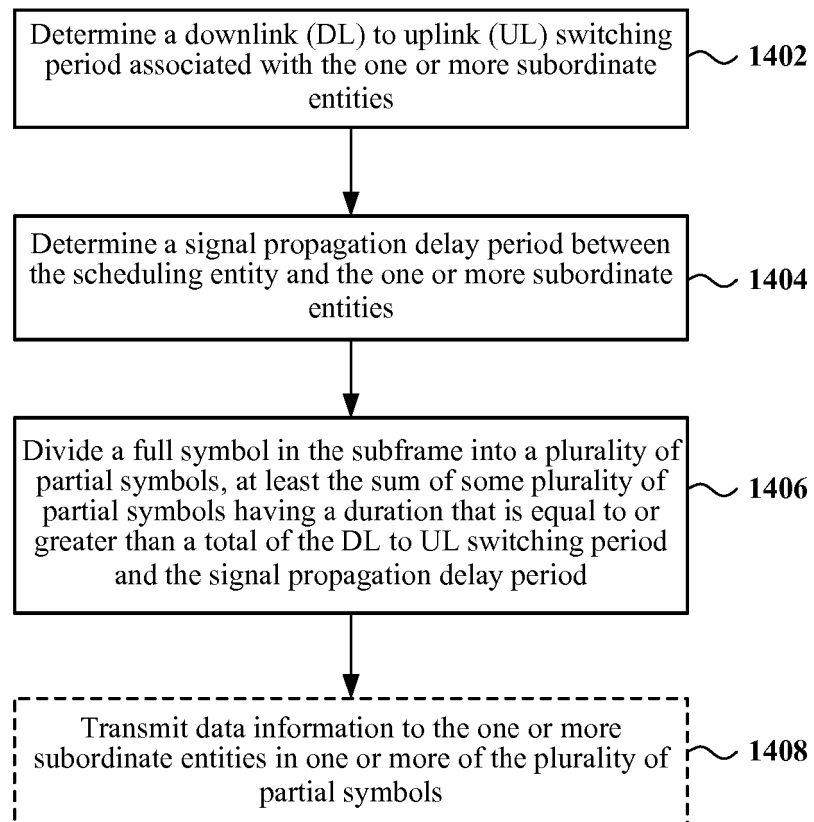 Determine a downlink (DL) to uplink (UL) switching
period associated with the one or more subordinate
entities
1402
Determine a signal propagation delay period between
the scheduling entity and the one or more subordinate
entities
1404
Divide a full symbol in the subframe into a plurality of
partial symbols, at least the sum of some plurality of
partial symbols having a duration that is equal to or
greater than a total of the DL to UL switching period
and the signal propagation delay period
1406
Transmit data information to the one or more
subordinate entities in one or more of the plurality of
partial symbols
1408